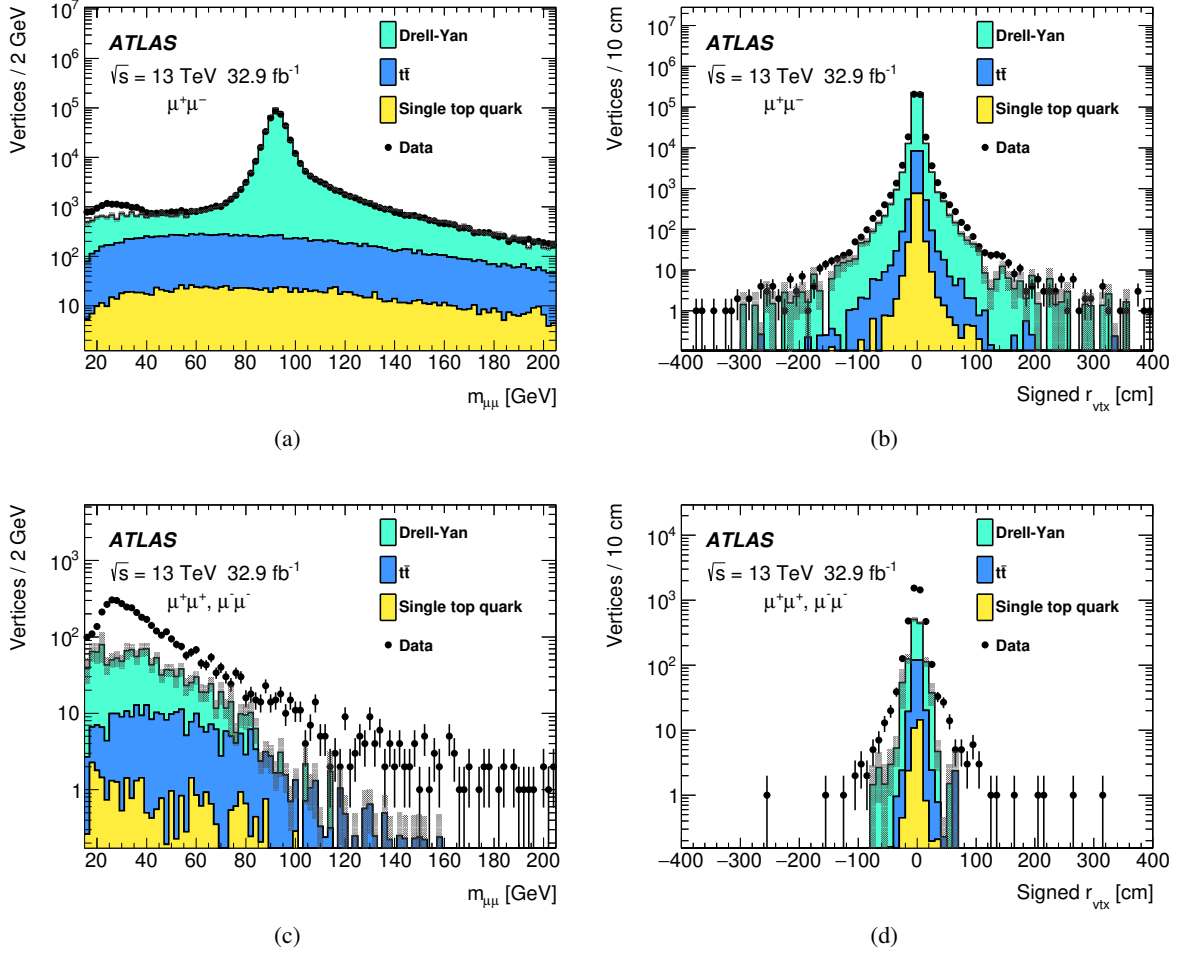 Vertices / 2 GeV
10⁷
10⁶
10⁵
10⁴
10³
10²
10
1
ATLAS
√s = 13 TeV 32.9 fb⁻¹
μ⁺μ⁻
Drell-Yan
tt̄
Single top quark
Data
20 40 60 80 100 120 140 160 180 200
m_μμ [GeV]
(a)
Vertices / 10 cm
10⁷
10⁶
10⁵
10⁴
10³
10²
10
1
ATLAS
√s = 13 TeV 32.9 fb⁻¹
μ⁺μ⁻
Drell-Yan
tt̄
Single top quark
Data
−400 −300 −200 −100 0 100 200 300 400
Signed r_vtx [cm]
(b)
Vertices / 2 GeV
10³
10²
10
1
ATLAS
√s = 13 TeV 32.9 fb⁻¹
μ⁺μ⁺, μ⁻μ⁻
Drell-Yan
tt̄
Single top quark
Data
20 40 60 80 100 120 140 160 180 200
m_μμ [GeV]
(c)
Vertices / 10 cm
10⁴
10³
10²
10
1
ATLAS
√s = 13 TeV 32.9 fb⁻¹
μ⁺μ⁺, μ⁻μ⁻
Drell-Yan
tt̄
Single top quark
Data
−400 −300 −200 −100 0 100 200 300 400
Signed r_vtx [cm]
(d)